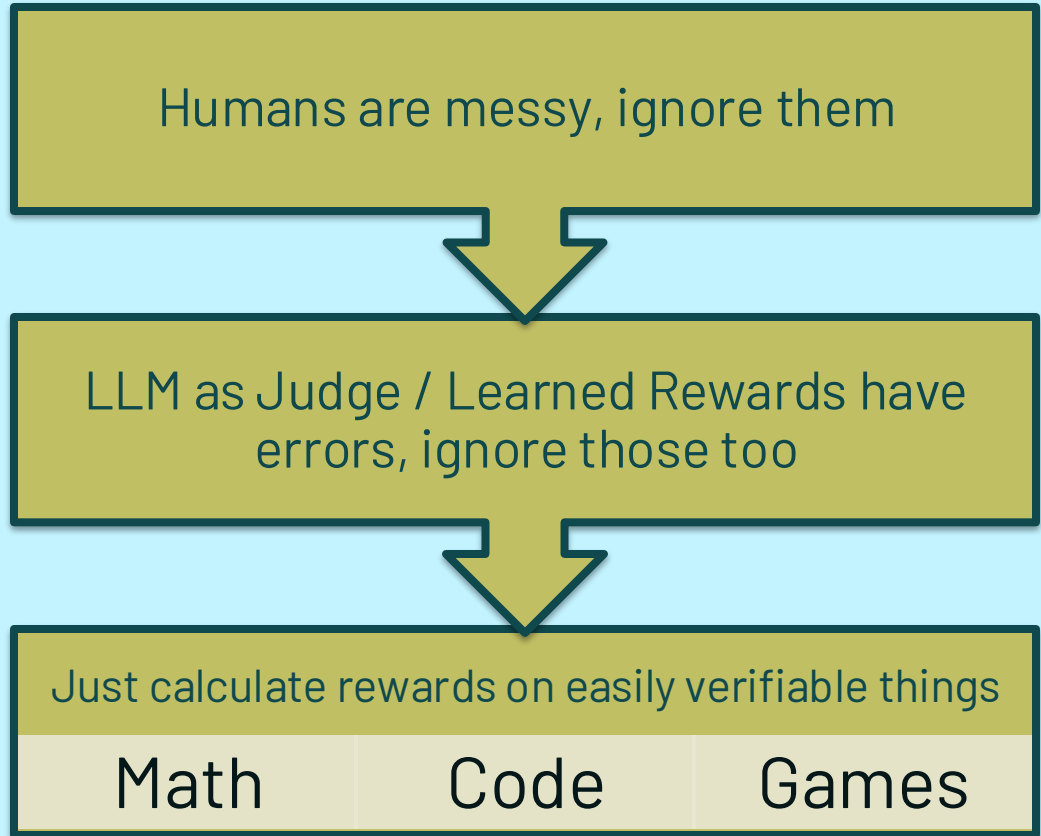 Humans are messy, ignore them
LLM as Judge / Learned Rewards have
errors, ignore those too
Just calculate rewards on easily verifiable things
Math Code Games